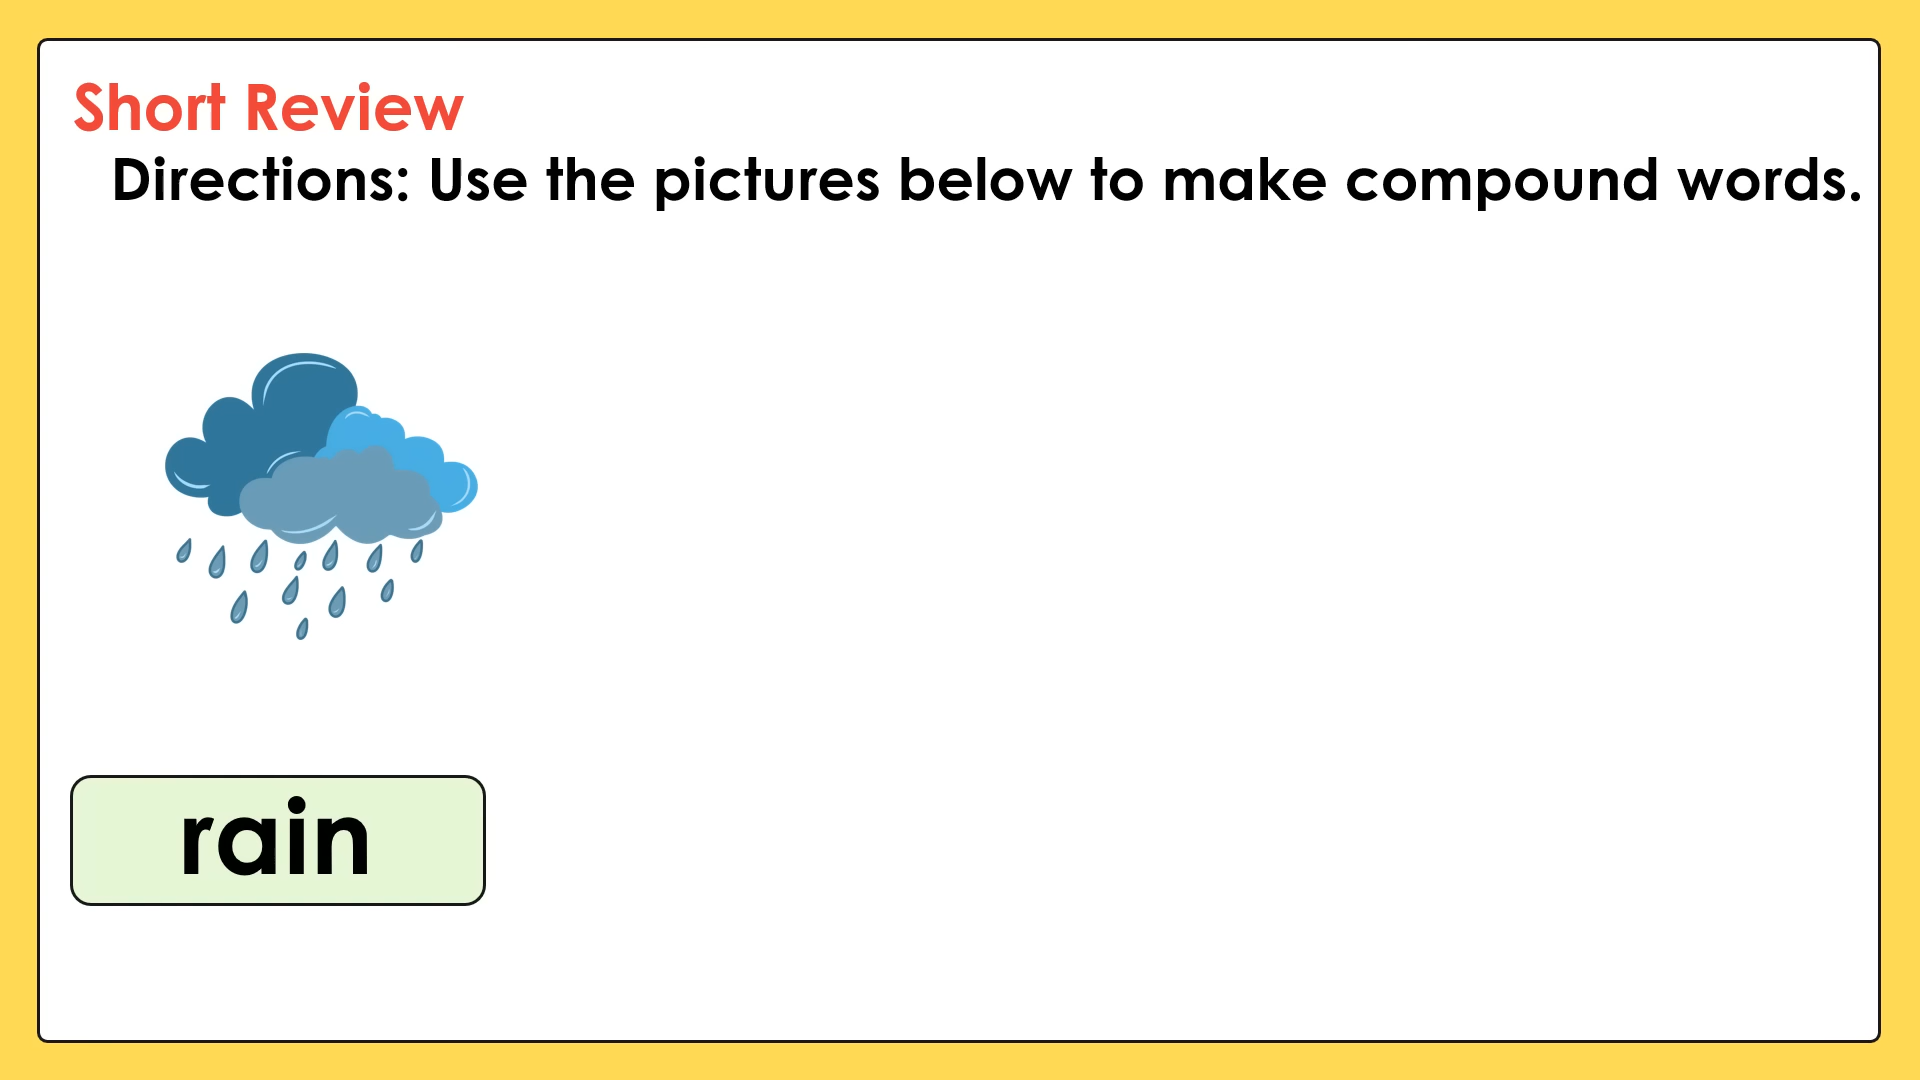 Short Review
Directions: Use the pictures below to make compound words.
rain